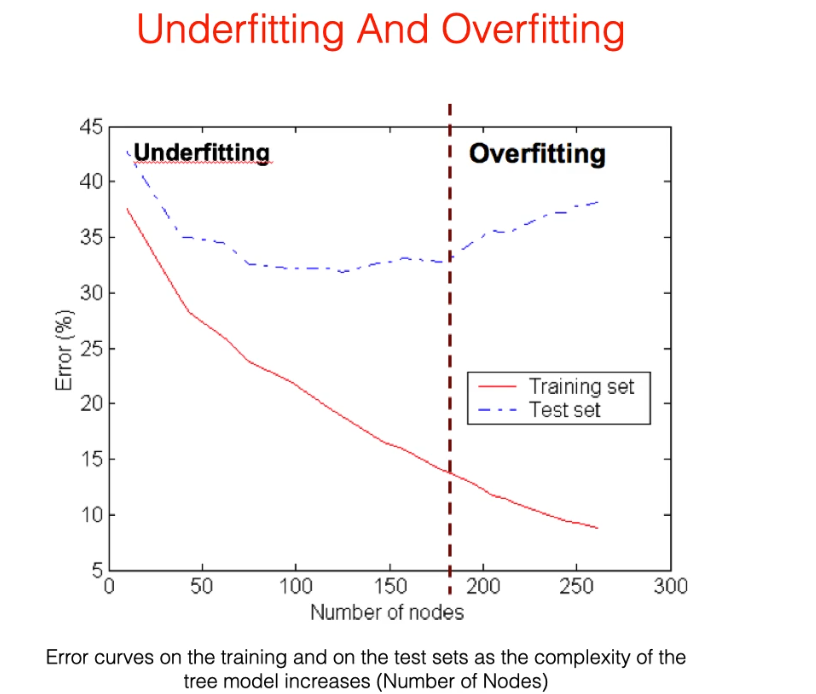 Underfitting And Overfitting
45
Underfitting
Overfitting
40
35
30
25
20
15
10
5
Error (%)
Training set
Test set
0 50 100 150 200 250 300
Number of nodes
Error curves on the training and on the test sets as the complexity of the
tree model increases (Number of Nodes)